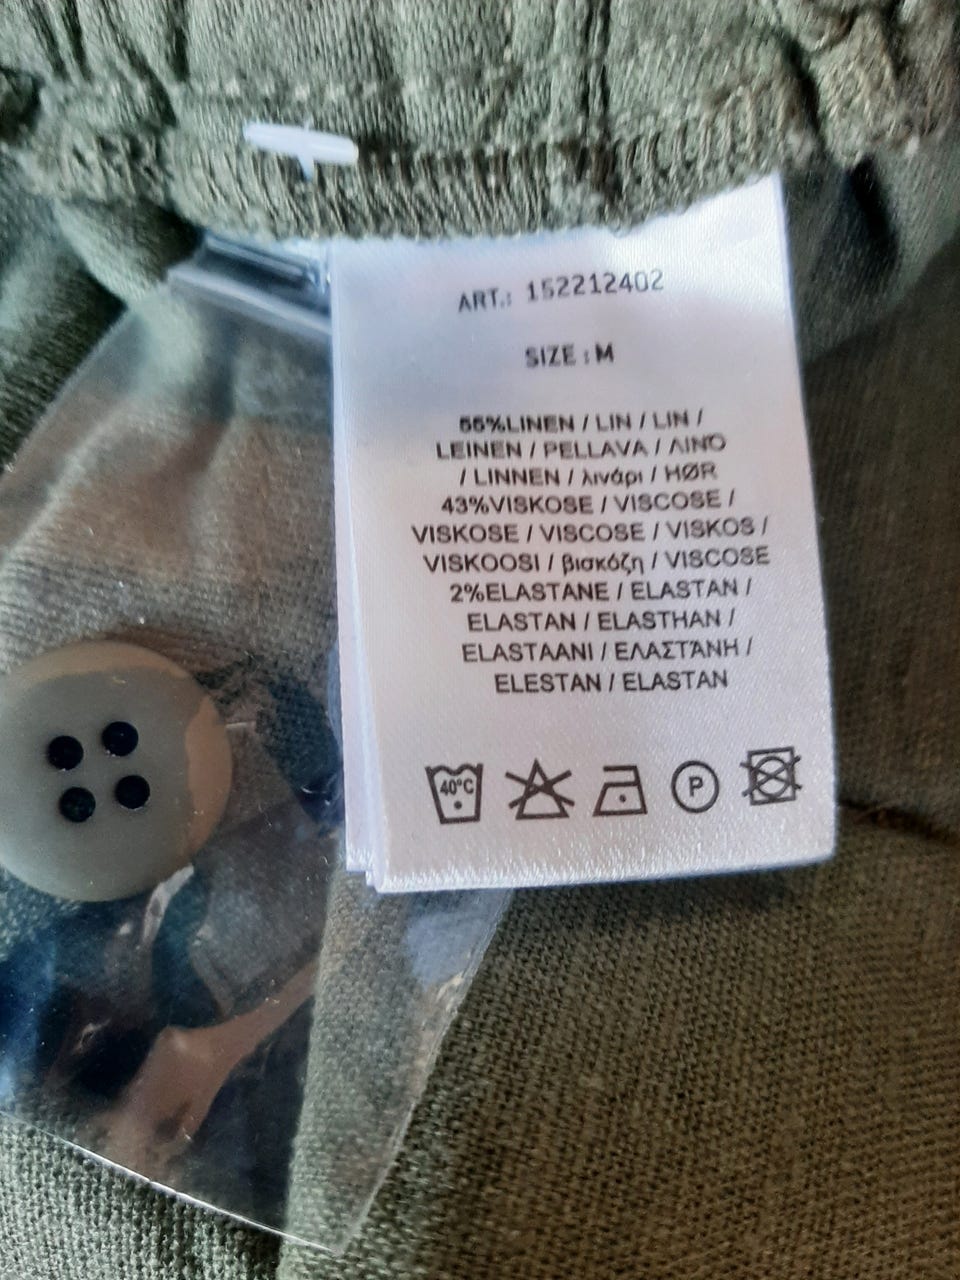 ART.: 152212402
SIZE : M
55%LINEN / LIN / LIN /
LEINEN / PELLAVA / ΛΙΝΌ
/ LINNEN / λινάρι / HØR
43%VISKOSE / VISCOSE /
VISKOSE / VISCOSE / VISKOS /
VISKOOSI / βισκόζη / VISCOSE
2%ELASTANE / ELASTAN /
ELASTAN / ELASTHAN /
ELASTAANI / ΕΛΑΣΤΆΝΗ /
ELESTAN / ELASTAN
40°C
P